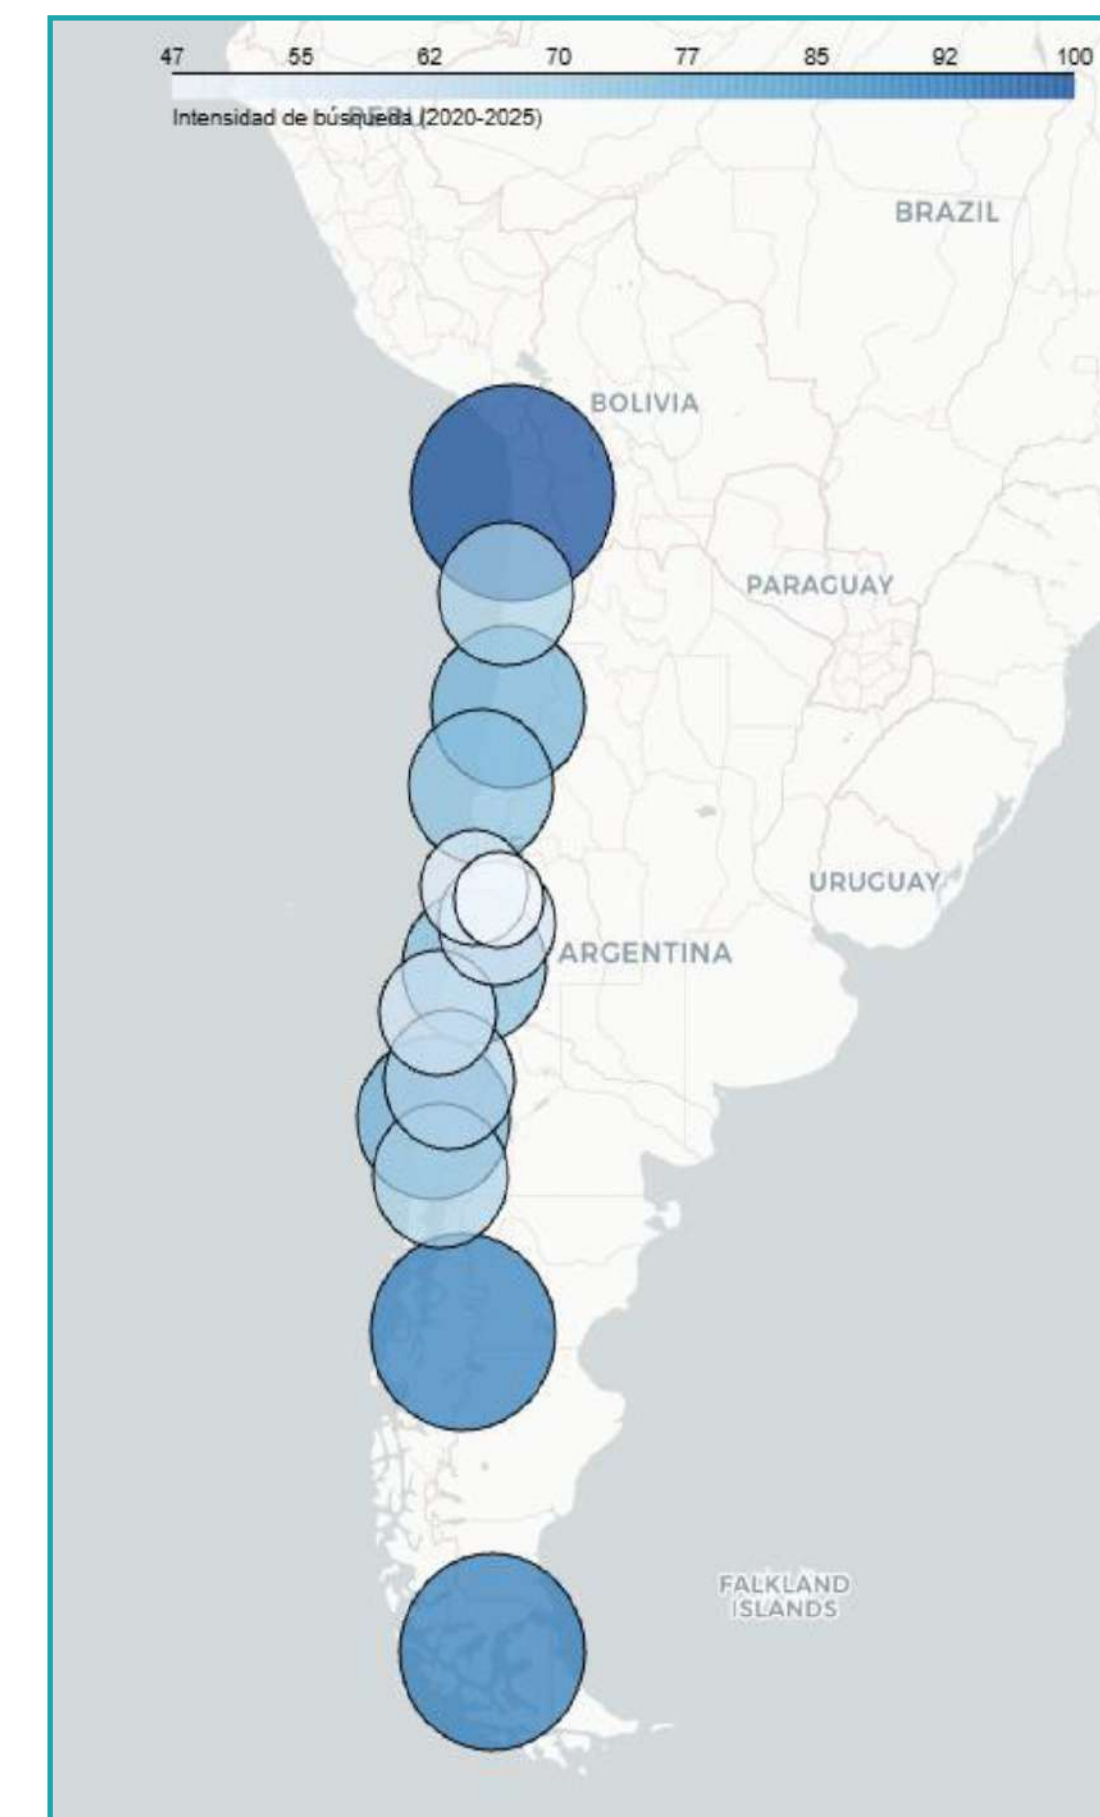 47 55 62 70 77 85 92 100
PERU
Intensidad de búsqueda (2020-2025)
BRAZIL
BOLIVIA
PARAGUAY
URUGUAY
ARGENTINA
FALKLAND
ISLANDS